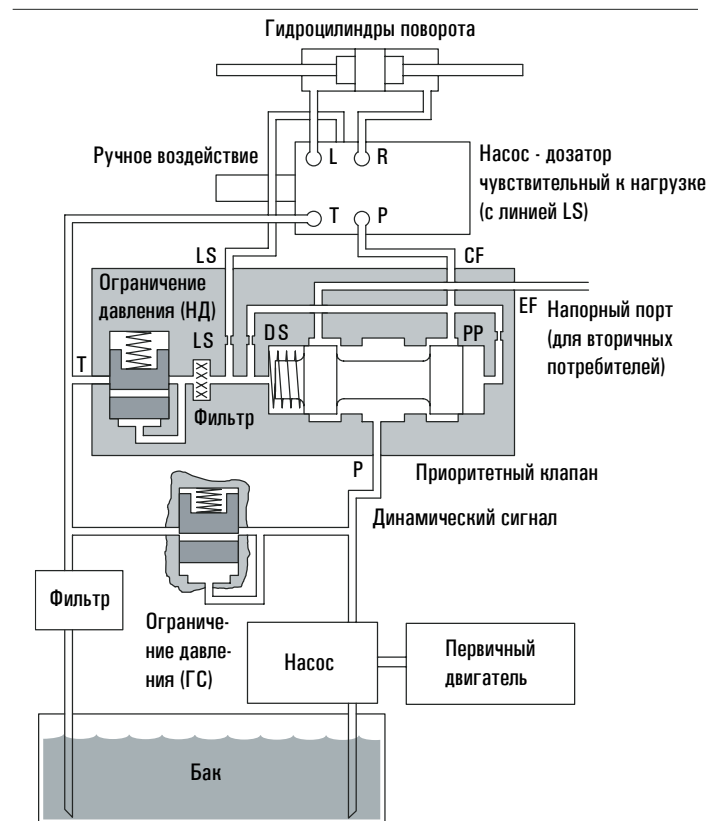 Гидроцилиндры поворота
Ручное воздействие
L
R
Насос - дозатор
чувствительный к нагрузке
(с линией LS)
T
P
LS
CF
Ограничение
давления (НД)
EF
Напорный порт
(для вторичных
потребителей)
LS
DS
PP
T
Фильтр
P
Приоритетный клапан
Динамический сигнал
Фильтр
Ограниче-
ние давле-
ния (ГС)
Насос
Первичный
двигатель
Бак